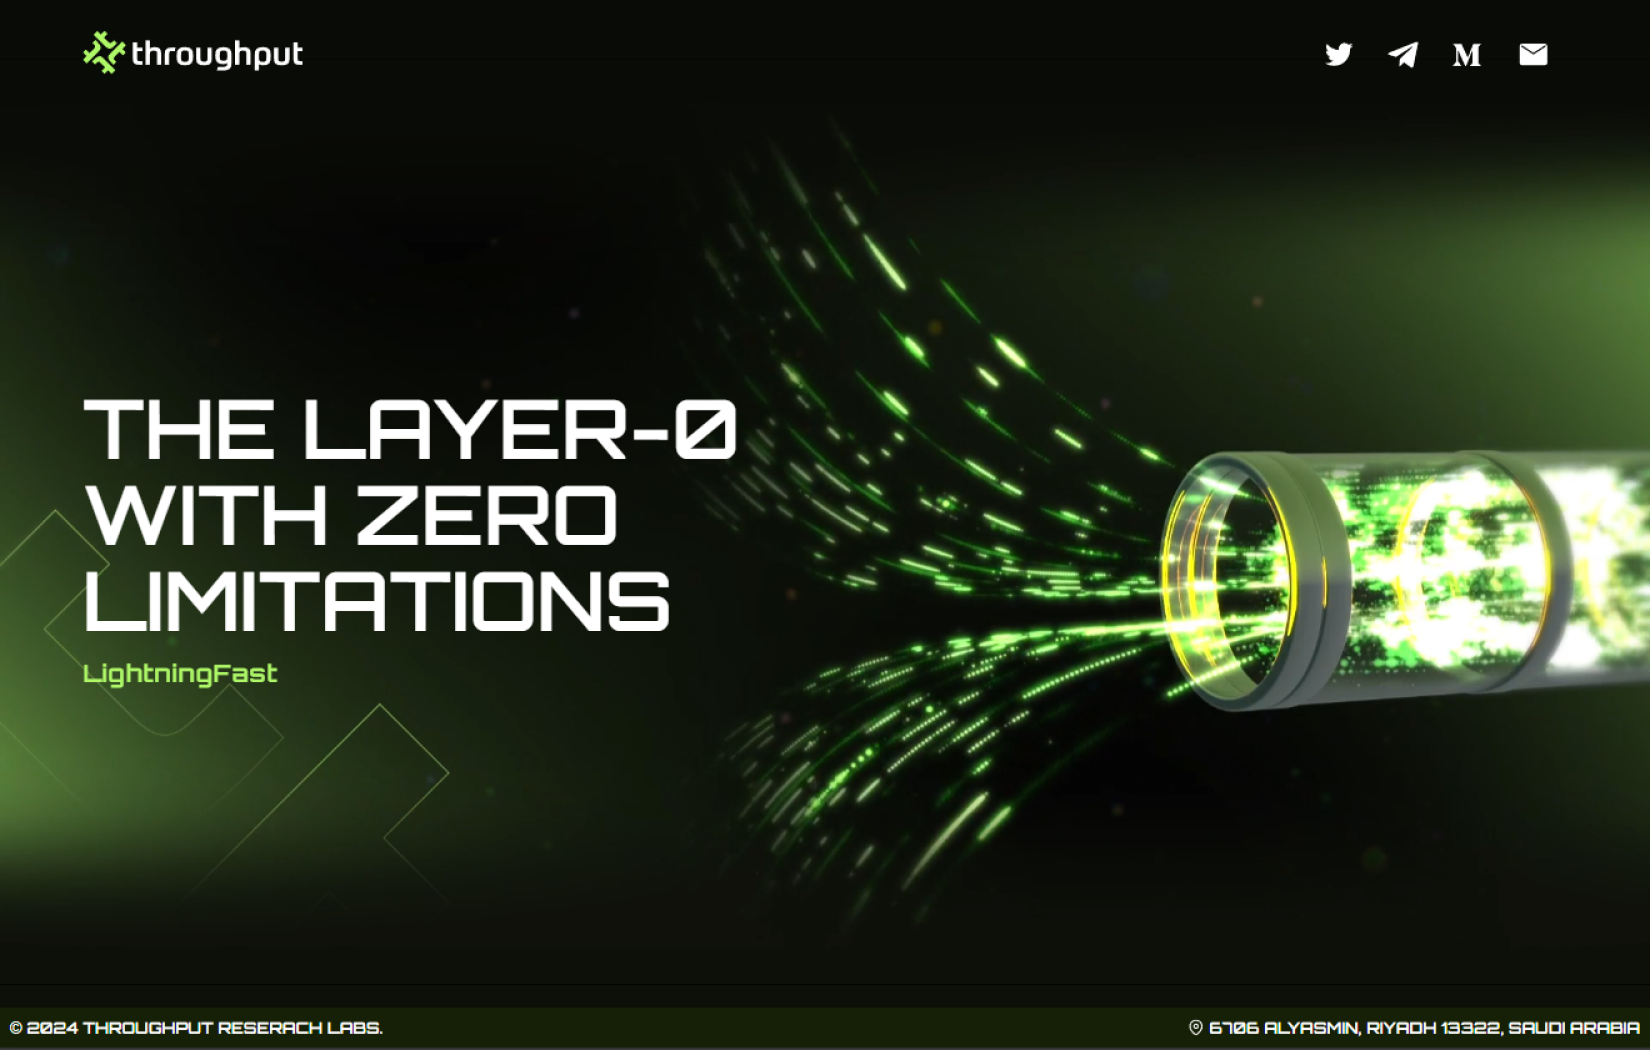 throughput
THE LAYER-0
WITH ZERO
LIMITATIONS
LightningFast
© 2024 THROUGHPUT RESERACH LABS.
6706 ALYASMIN, RIYADH 13322, SAUDI ARABIA